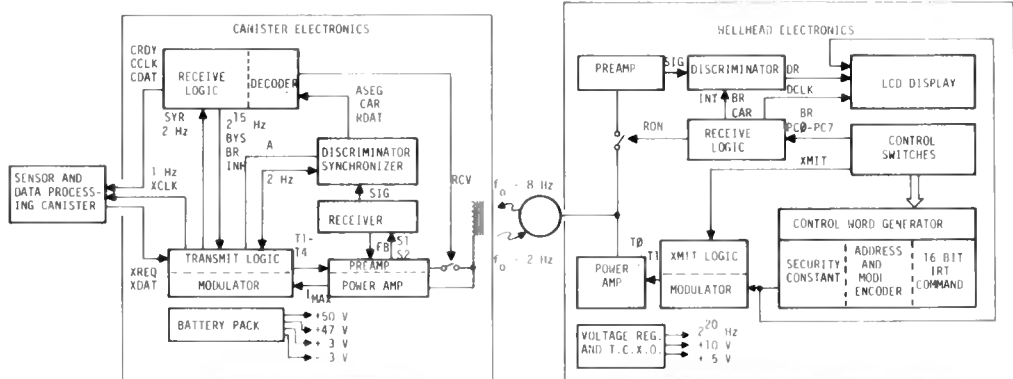 CANISTER ELECTRONICS
CRDY
CCLK
CDAT
RECEIVE
LOGIC
DECODER
SYR
2 Hz
2^15 Hz
BYS
BR
INH
A
2 Hz
ASEG
CAR
RDAT
DISCRIMINATOR
SYNCHRONIZER
SIG
RECEIVER
RCV
SENSOR AND
DATA PROCESS-
ING CANISTER
1 Hz
XCLK
XREQ
XDAT
TRANSMIT LOGIC
MODULATOR
T1-
T4
I MAX
FB
S1
S2
PREAMP
POWER AMP
BATTERY PACK
+50 V
+47 V
+ 3 V
- 3 V
f0 - 8 Hz
f0 - 2 Hz
WELLHEAD ELECTRONICS
PREAMP
SIG
DISCRIMINATOR
DR
DCLK
LCD DISPLAY
INT
BR
CAR
RON
RECEIVE
LOGIC
BR
PC0-PC7
XMIT
CONTROL
SWITCHES
CONTROL WORD GENERATOR
SECURITY
CONSTANT
ADDRESS
AND
MODI
ENCODER
16 BIT
IRT
COMMAND
T0
T1
POWER
AMP
XMIT LOGIC
MODULATOR
VOLTAGE REG.
AND T.C.X.O.
2^20 Hz
+10 V
+ 5 V